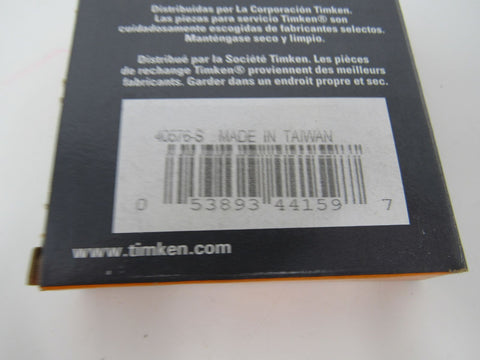 Distribuidas por La Corporación Timken.
Las piezas para servicio Timken® son
cuidadosamente escogidas de fabricantes selectos.
Manténgase seco y limpio.
Distribué par la Société Timken. Les pièces
de rechange Timken® proviennent des meilleurs
fabricants. Garder dans un endroit propre et sec.
40576-S MADE IN TAIWAN
0 53893 44159 7
www.timken.com